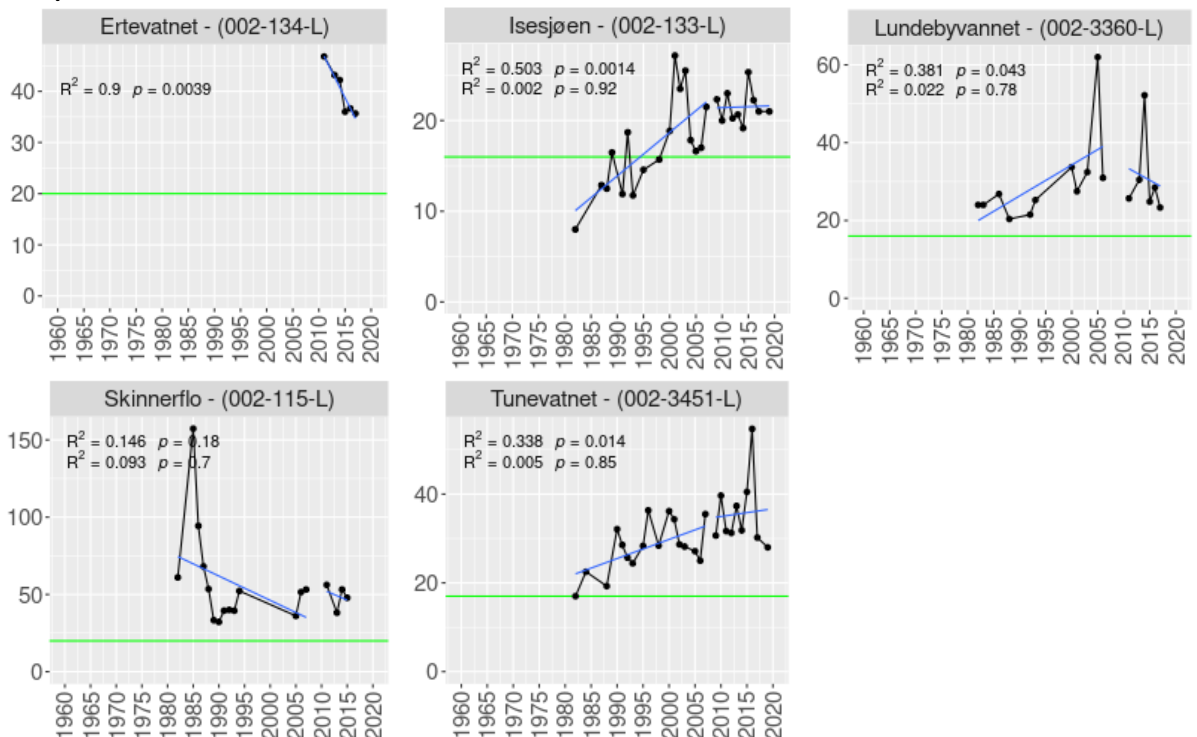 Ertevatnet - (002-134-L)
R² = 0.9 p = 0.0039
40
30
20
10
0
1960 1965 1970 1975 1980 1985 1990 1995 2000 2005 2010 2015 2020
Isesjøen - (002-133-L)
R² = 0.503 p = 0.0014
R² = 0.002 p = 0.92
20
10
0
1960 1965 1970 1975 1980 1985 1990 1995 2000 2005 2010 2015 2020
Lundebyvannet - (002-3360-L)
60
R² = 0.381 p = 0.043
R² = 0.022 p = 0.78
40
20
0
1960 1965 1970 1975 1980 1985 1990 1995 2000 2005 2010 2015 2020
Skinnerflo - (002-115-L)
150
R² = 0.146 p = 0.18
R² = 0.093 p = 0.7
100
50
0
1960 1965 1970 1975 1980 1985 1990 1995 2000 2005 2010 2015 2020
Tunevatnet - (002-3451-L)
R² = 0.338 p = 0.014
R² = 0.005 p = 0.85
40
20
0
1960 1965 1970 1975 1980 1985 1990 1995 2000 2005 2010 2015 2020